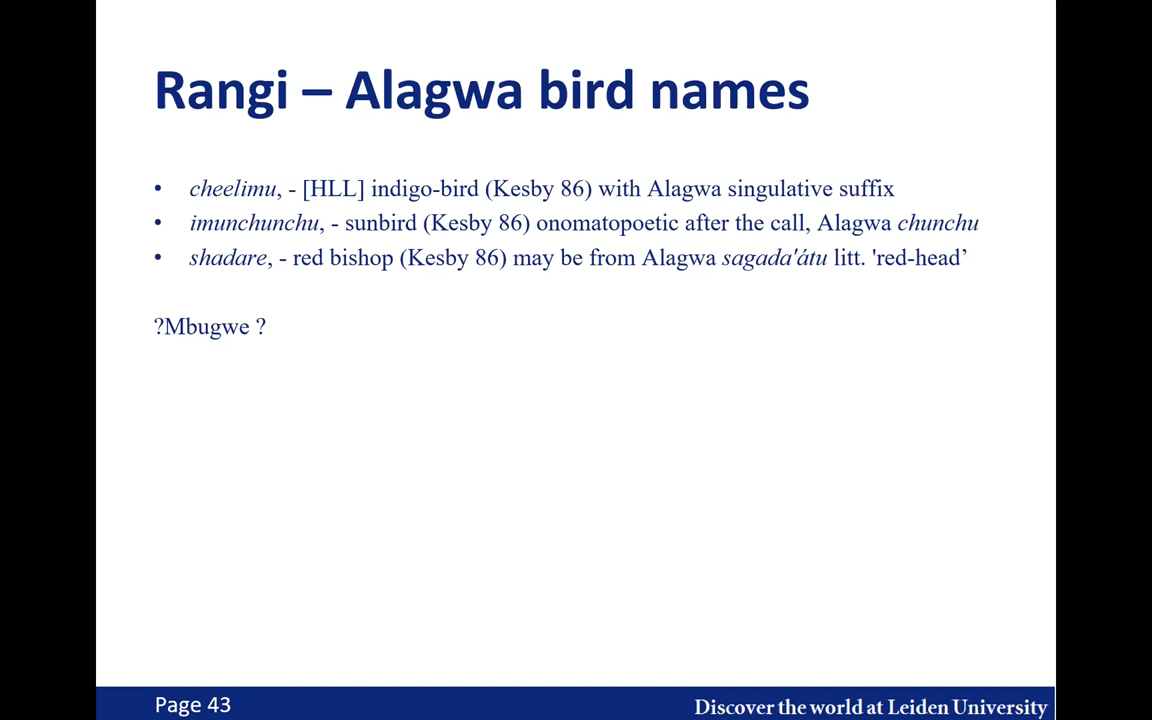 Rangi – Alagwa bird names
• cheelimu, - [HLL] indigo-bird (Kesby 86) with Alagwa singulative suffix
• imunchunchu, - sunbird (Kesby 86) onomatopoetic after the call, Alagwa chunchu
• shadare, - red bishop (Kesby 86) may be from Alagwa sagada'átu litt. 'red-head’
?Mbugwe ?
Page 43
Discover the world at Leiden University